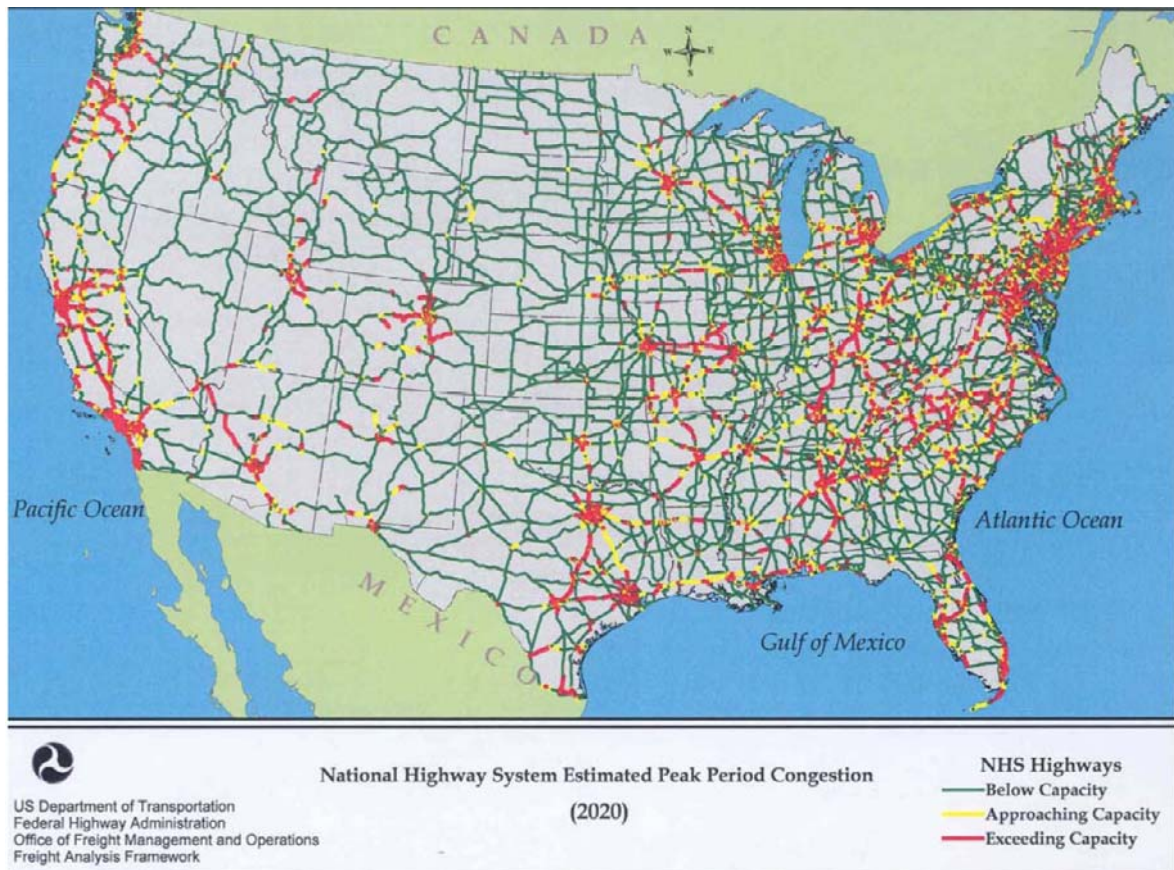 CANADA
N
W E
S
Pacific Ocean
MEXICO
Gulf of Mexico
Atlantic Ocean
US Department of Transportation
Federal Highway Administration
Office of Freight Management and Operations
Freight Analysis Framework
National Highway System Estimated Peak Period Congestion
(2020)
NHS Highways
Below Capacity
Approaching Capacity
Exceeding Capacity